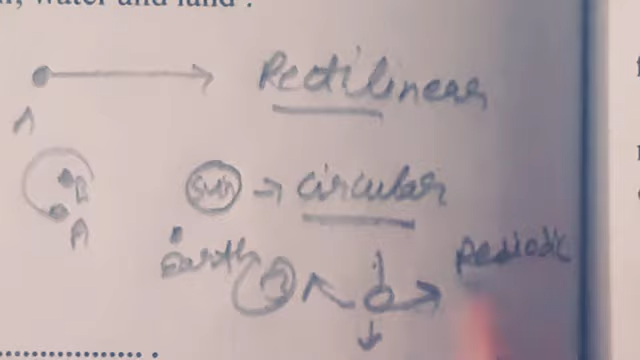 water and land .
Rectilinear
A
Sun → circular
B
A
Earth
Periodic